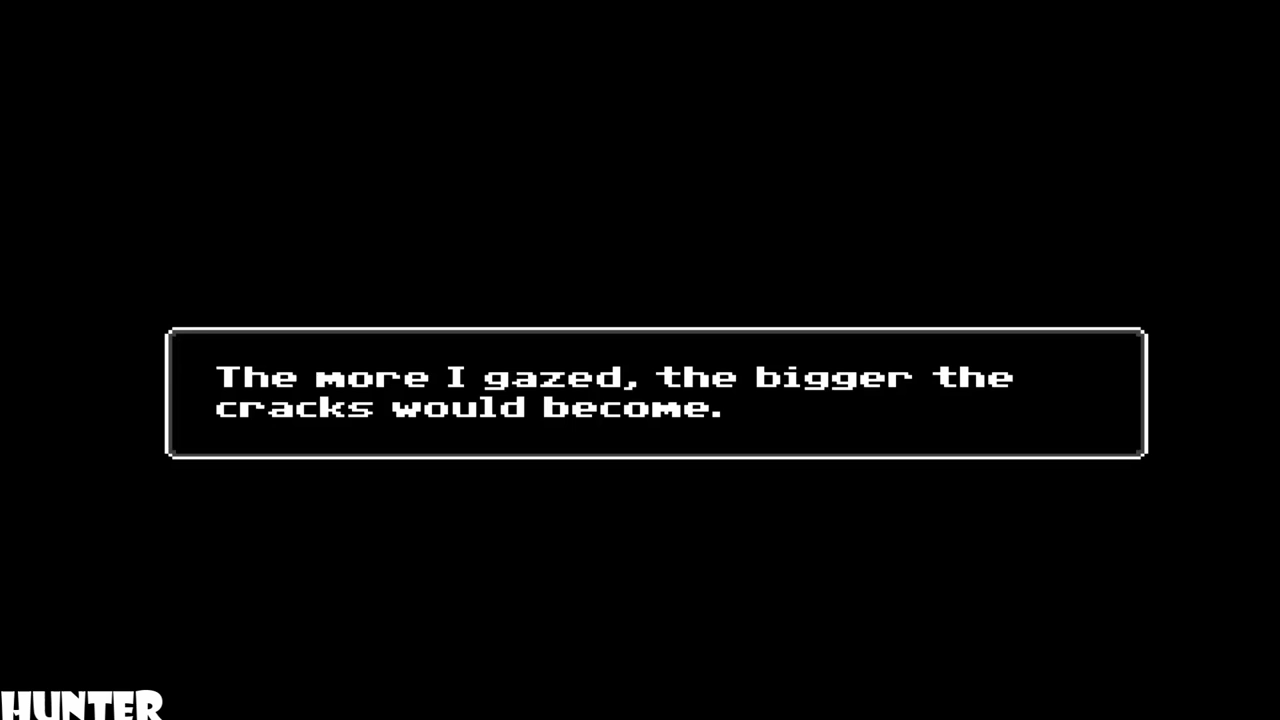 The more I gazed, the bigger the
cracks would become.
HUNTER